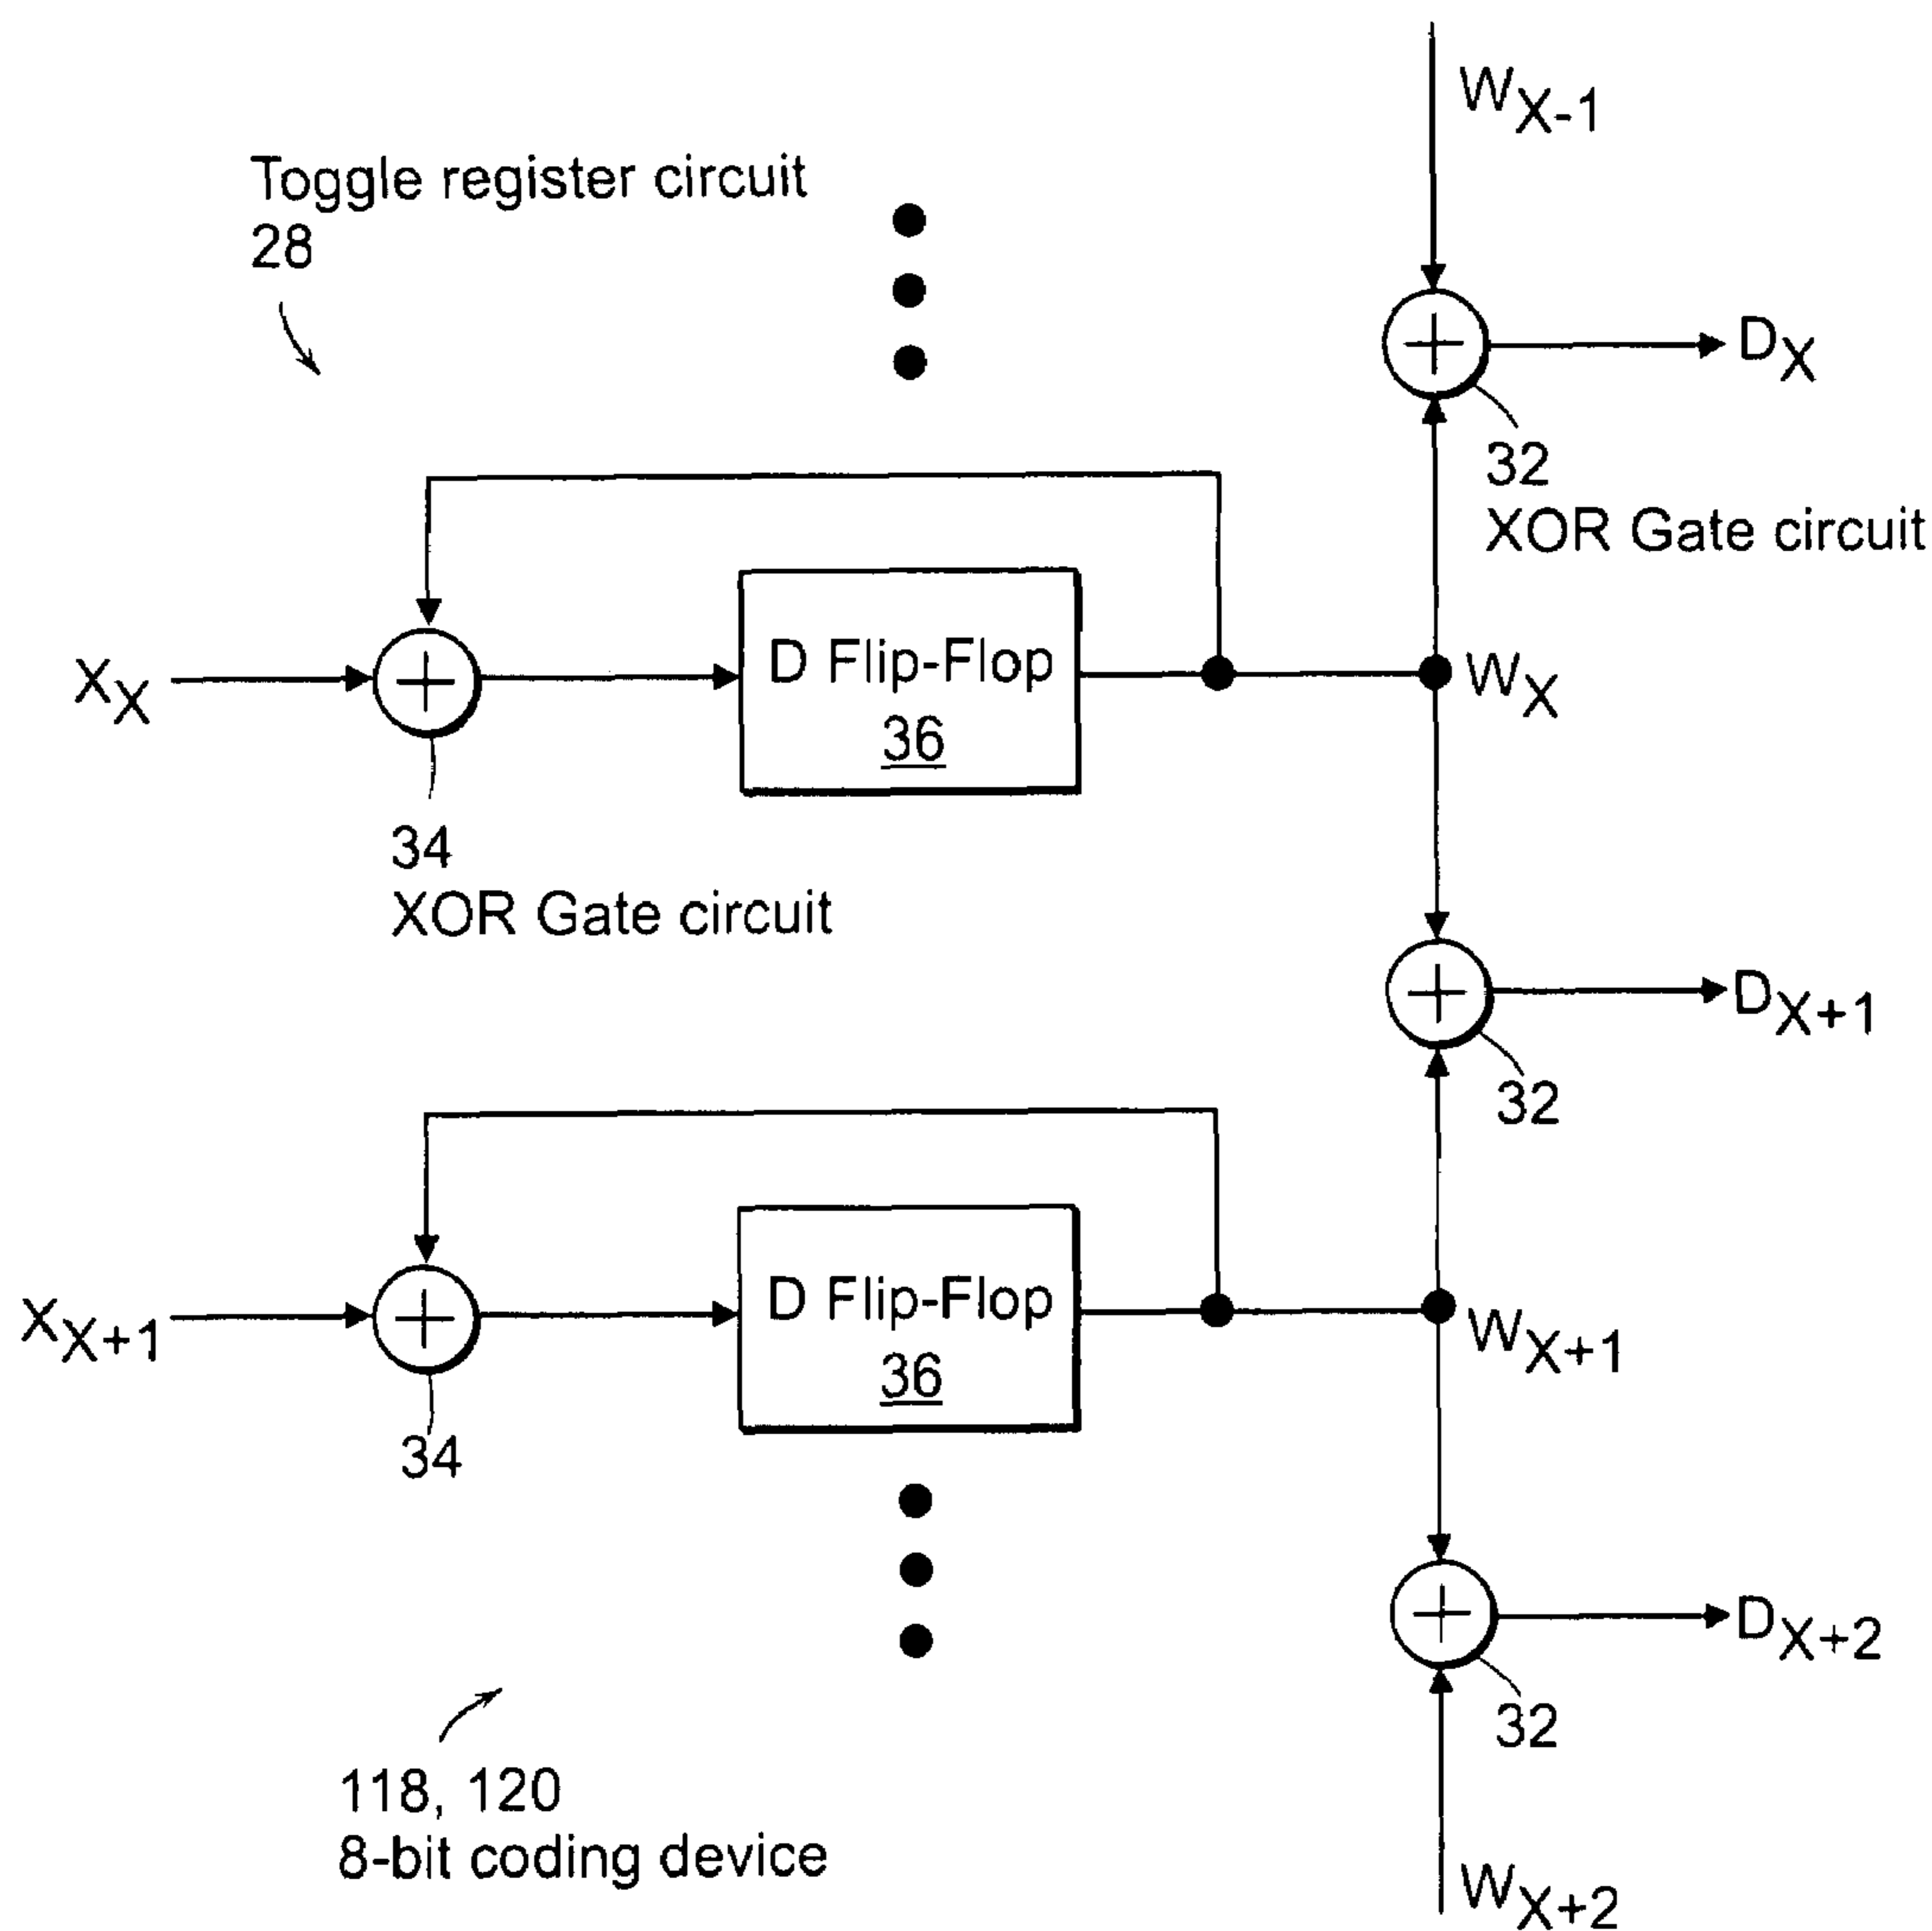 W_{X-1}
Toggle register circuit
28
D_X
32
XOR Gate circuit
D Flip-Flop
36
X_X
W_X
34
XOR Gate circuit
D_{X+1}
32
D Flip-Flop
36
X_{X+1}
W_{X+1}
34
D_{X+2}
32
118, 120
8-bit coding device
W_{X+2}